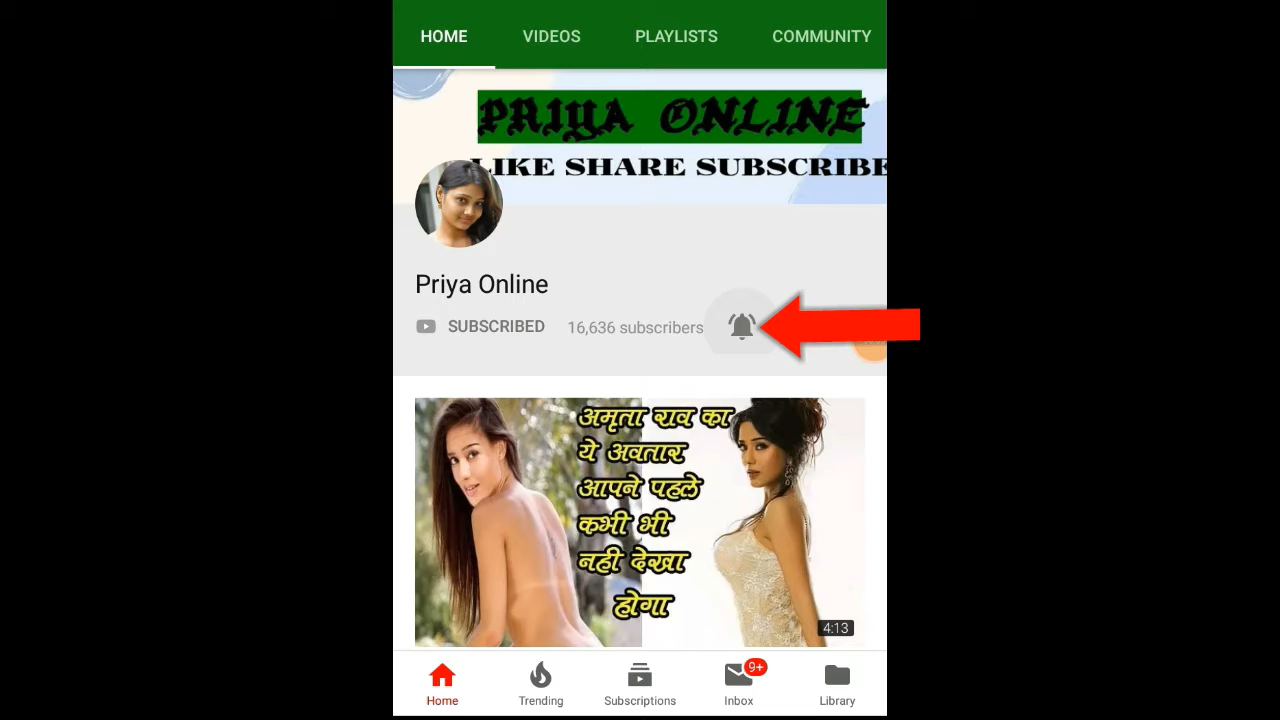 HOME VIDEOS PLAYLISTS COMMUNITY
PRIYA ONLINE
LIKE SHARE SUBSCRIBE
Priya Online
SUBSCRIBED 16,636 subscribers
अमृता राव का
ये अवतार
आपने पहले
कभी भी
नही देखा
होगा
4:13
9+
Home Trending Subscriptions Inbox Library